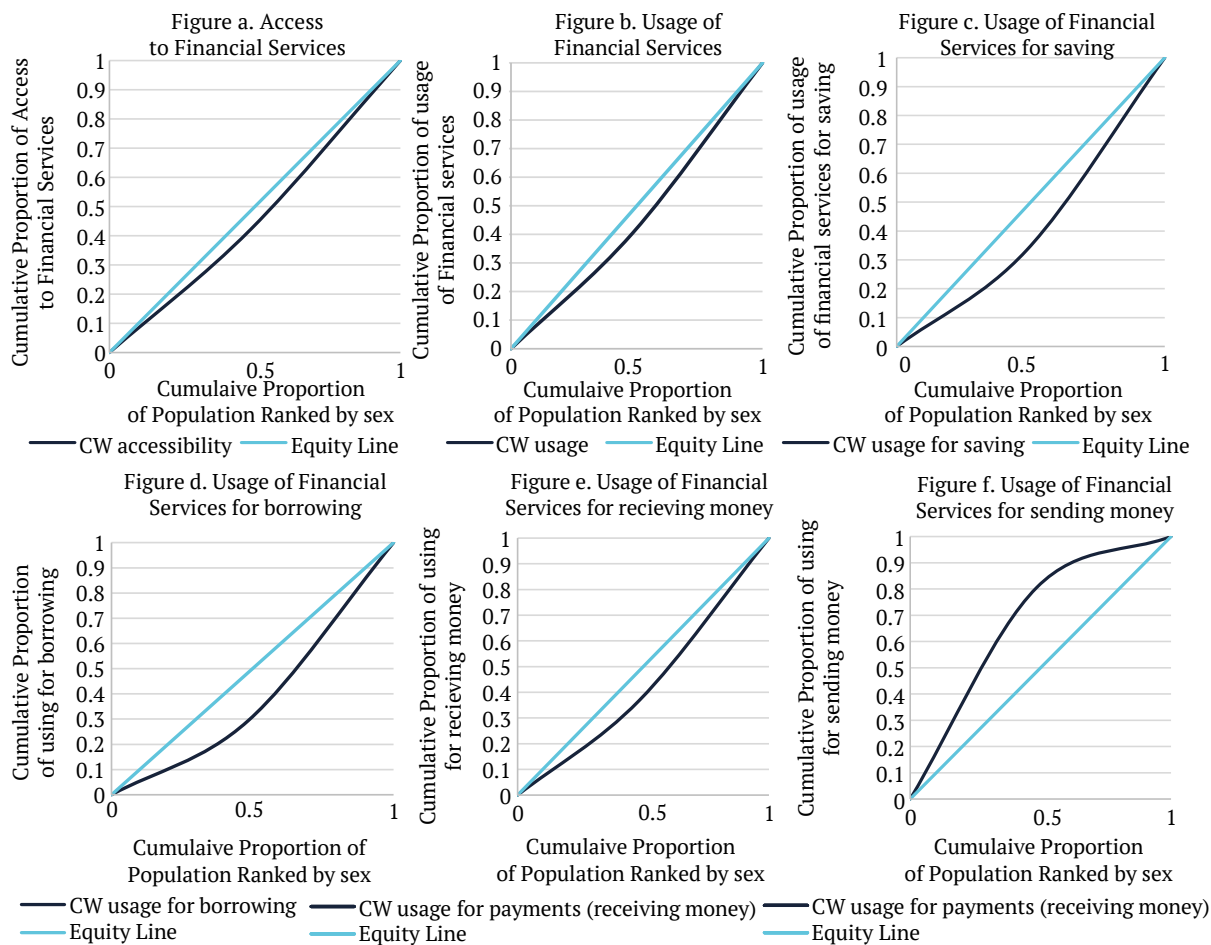 Figure a. Access
to Financial Services
Cumulative Proportion of Access
to Financial Services
1
0.9
0.8
0.7
0.6
0.5
0.4
0.3
0.2
0.1
0
0
0.5
1
Cumulaive Proportion
of Population Ranked by sex
CW accessibility
Equity Line
Figure b. Usage of
Financial Services
Cumulative Proportion of usage
of Financial services
1
0.9
0.8
0.7
0.6
0.5
0.4
0.3
0.2
0.1
0
0
0.5
1
Cumulaive Proportion
of Population Ranked by sex
CW usage
Equity Line
Figure c. Usage of Financial
Services for saving
Cumulative Proportion of usage
of financial services for saving
1
0.9
0.8
0.7
0.6
0.5
0.4
0.3
0.2
0.1
0
0
0.5
1
Cumulaive Proportion
of Population Ranked by sex
CW usage for saving
Equity Line
Figure d. Usage of Financial
Services for borrowing
Cumulative Proportion
of using for borrowing
1
0.9
0.8
0.7
0.6
0.5
0.4
0.3
0.2
0.1
0
0
0.5
1
Cumulaive Proportion of
Population Ranked by sex
CW usage for borrowing
Equity Line
Figure e. Usage of Financial
Services for recieving money
Cumulative Proportion of using
for recieving money
1
0.9
0.8
0.7
0.6
0.5
0.4
0.3
0.2
0.1
0
0
0.5
1
Cumulaive Proportion
of Population Ranked by sex
CW usage for payments (receiving money)
Equity Line
Figure f. Usage of Financial
Services for sending money
Cumulative Proportion of using
for sending money
1
0.9
0.8
0.7
0.6
0.5
0.4
0.3
0.2
0.1
0
0
0.5
1
Cumulaive Proportion
of Population Ranked by sex
CW usage for payments (receiving money)
Equity Line